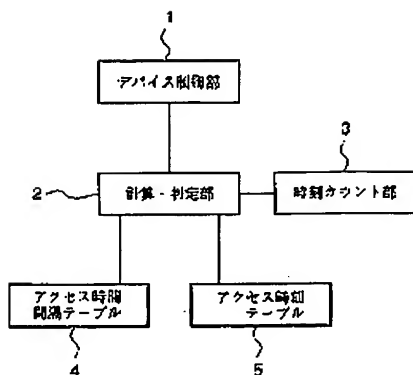 1
デバイス制御部
3
2
計算・判定部
時刻カウント部
アクセス時間
間隔テーブル
アクセス時刻
テーブル
4
5